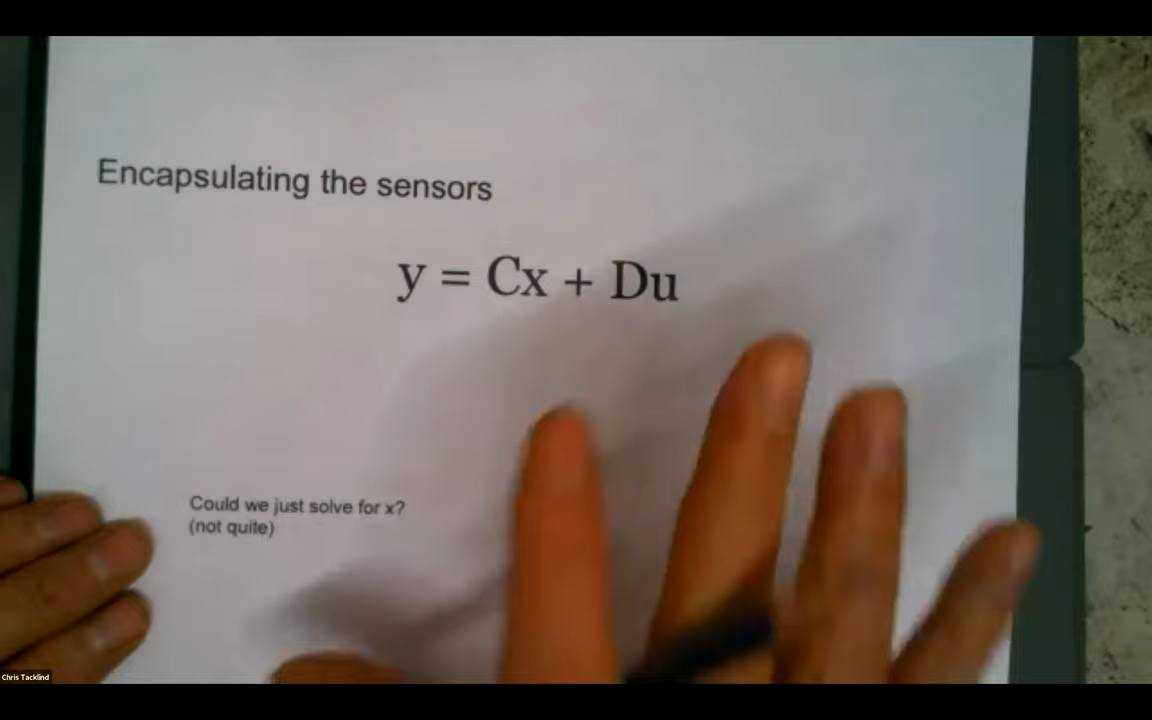 Encapsulating the sensors
y = Cx + Du
Could we just solve for x?
(not quite)
Chris Tacklind